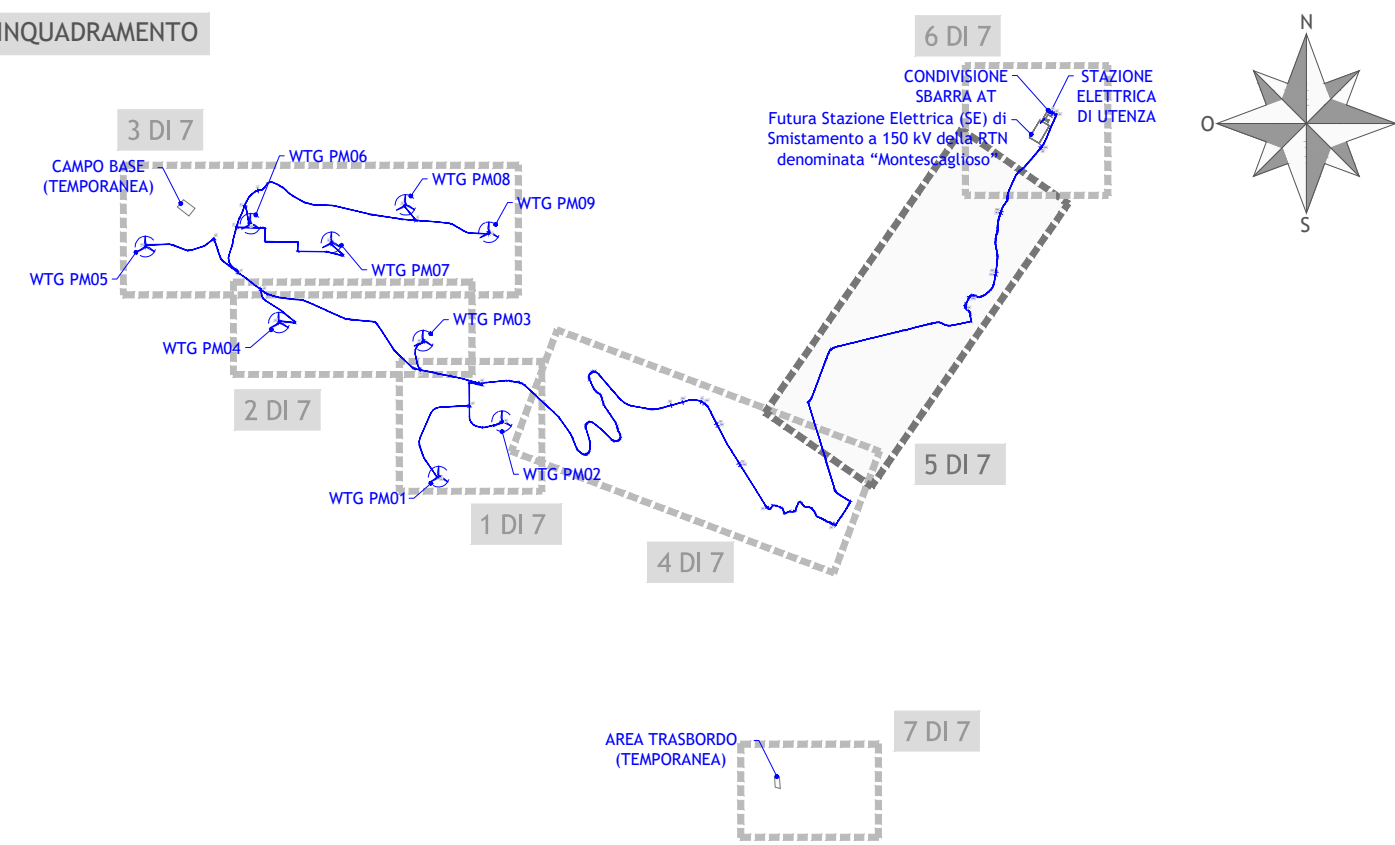 INQUADRAMENTO
6 DI 7
N
CONDIVISIONE
SBARRA AT
STAZIONE
ELETTRICA
DI UTENZA
Futura Stazione Elettrica (SE) di
Smistamento a 150 kV della RTN
denominata “Montescaglioso”
O
S
3 DI 7
CAMPO BASE
(TEMPORANEA)
WTG PM06
WTG PM08
WTG PM09
WTG PM05
WTG PM07
WTG PM04
WTG PM03
2 DI 7
WTG PM02
WTG PM01
1 DI 7
4 DI 7
5 DI 7
AREA TRASBORDO
(TEMPORANEA)
7 DI 7